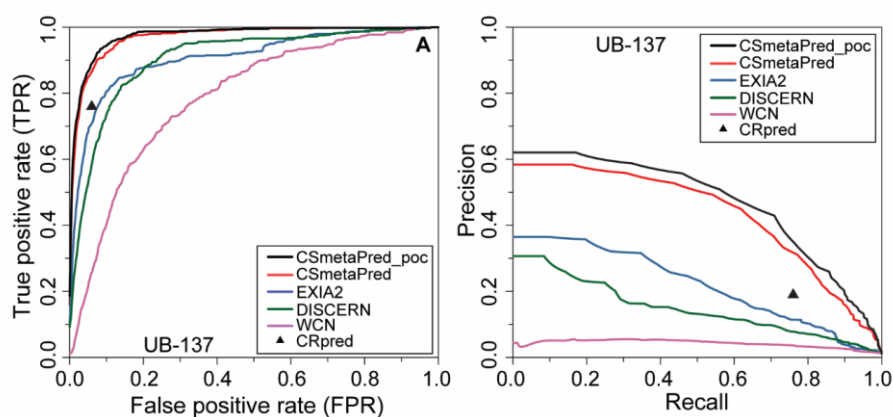 A
True positive rate (TPR)
1.0
0.8
0.6
0.4
0.2
0.0
CSmetaPred_poc
CSmetaPred
EXIA2
DISCERN
WCN
CRpred
UB-137
0.0 0.2 0.4 0.6 0.8 1.0
False positive rate (FPR)
UB-137
CSmetaPred_poc
CSmetaPred
EXIA2
DISCERN
WCN
CRpred
Precision
1.0
0.8
0.6
0.4
0.2
0.0
0.0 0.2 0.4 0.6 0.8 1.0
Recall